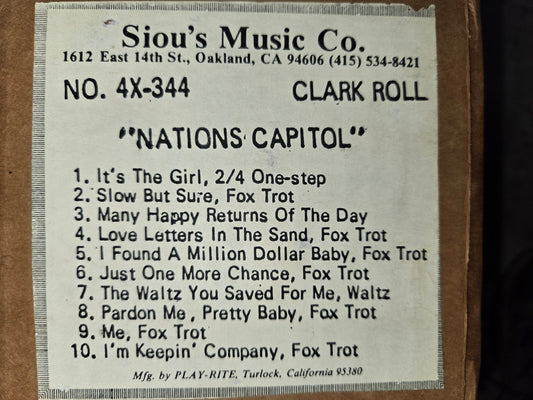 Siou's Music Co.
1612 East 14th St., Oakland, CA 94606 (415) 534-8421
NO. 4X-344 CLARK ROLL
"NATIONS CAPITOL"
1. It's The Girl, 2/4 One-step
2. Slow But Sure, Fox Trot
3. Many Happy Returns Of The Day
4. Love Letters In The Sand, Fox Trot
5. I Found A Million Dollar Baby, Fox Trot
6. Just One More Chance, Fox Trot
7. The Waltz You Saved For Me, Waltz
8. Pardon Me, Pretty Baby, Fox Trot
9. Me, Fox Trot
10. I'm Keepin' Company, Fox Trot
Mfg. by PLAY-RITE, Turlock, California 95380